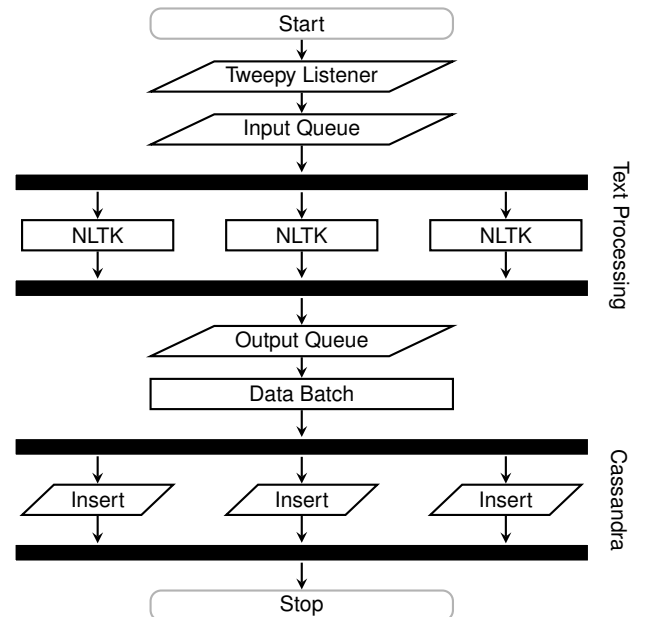 Start
Tweepy Listener
Input Queue
Text Processing
NLTK
NLTK
NLTK
Output Queue
Data Batch
Cassandra
Insert
Insert
Insert
Stop